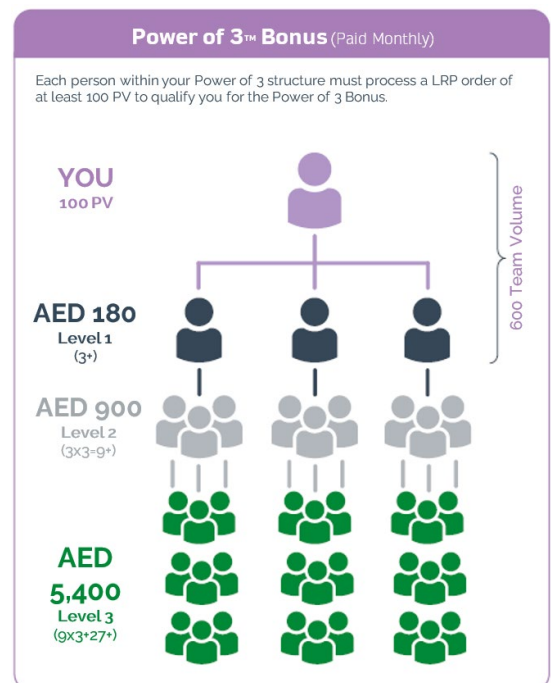 Power of 3™ Bonus (Paid Monthly)
Each person within your Power of 3 structure must process a LRP order of
at least 100 PV to qualify you for the Power of 3 Bonus.
YOU
100 PV
600 Team Volume
AED 180
Level 1
(3+)
AED 900
Level 2
(3x3=9+)
AED
5,400
Level 3
(9x3+27+)